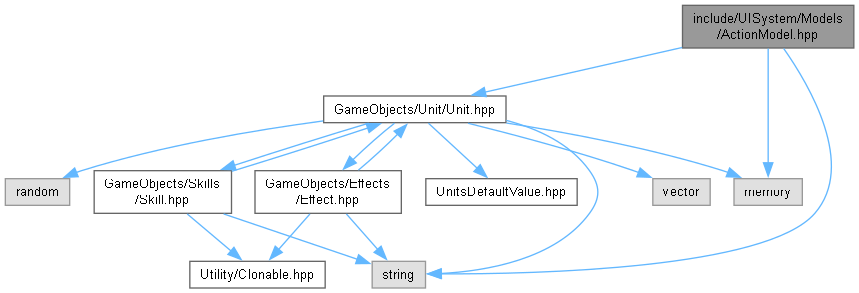 include/UISystem/Models
/ActionModel.hpp
GameObjects/Unit/Unit.hpp
random
GameObjects/Skills
/Skill.hpp
GameObjects/Effects
/Effect.hpp
UnitsDefaultValue.hpp
vector
memory
Utility/Clonable.hpp
string